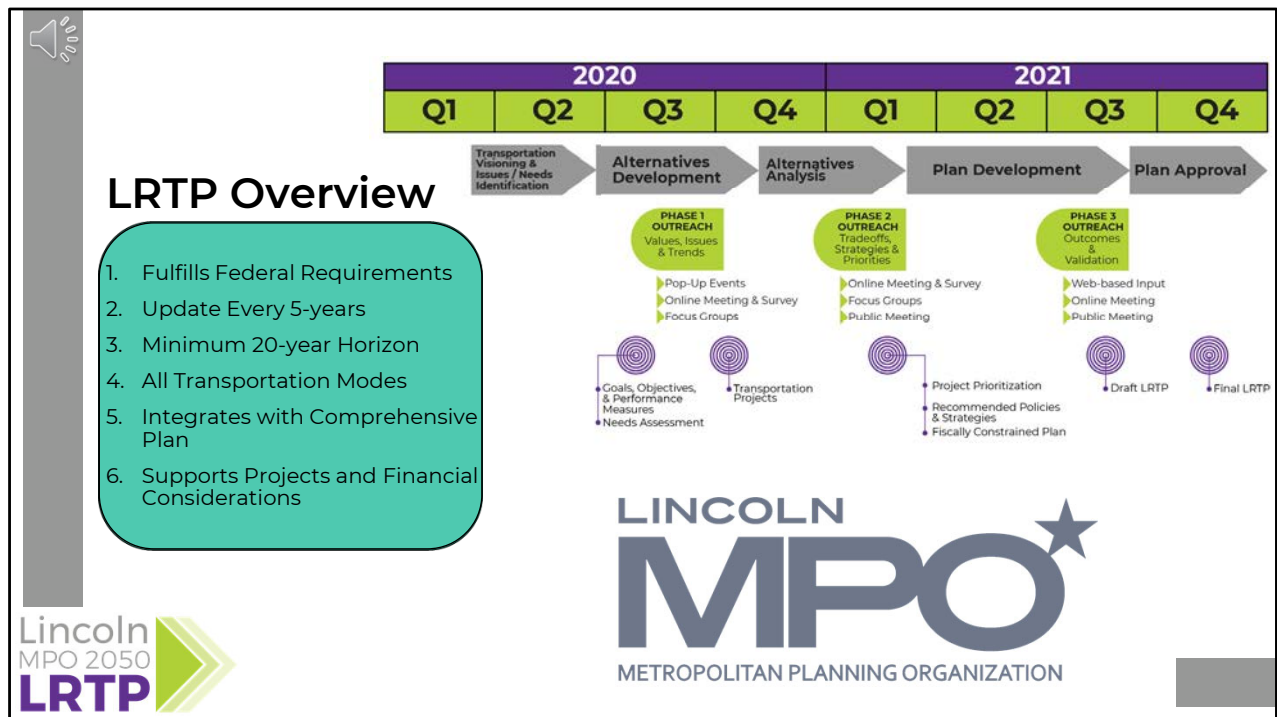 2020
2021
Q1
Q2
Q3
Q4
Q1
Q2
Q3
Q4
Transportation
Visioning &
Issues / Needs
Identification
Alternatives
Development
Alternatives
Analysis
Plan Development
Plan Approval
LRTP Overview
1. Fulfills Federal Requirements
2. Update Every 5-years
3. Minimum 20-year Horizon
4. All Transportation Modes
5. Integrates with Comprehensive
Plan
6. Supports Projects and Financial
Considerations
PHASE 1
OUTREACH
Values, Issues
& Trends
Pop-Up Events
Online Meeting & Survey
Focus Groups
PHASE 2
OUTREACH
Tradeoffs,
Strategies &
Priorities
Online Meeting & Survey
Focus Groups
Public Meeting
PHASE 3
OUTREACH
Outcomes
&
Validation
Web-based Input
Online Meeting
Public Meeting
Goals, Objectives,
& Performance
Measures
Needs Assessment
Transportation
Projects
Project Prioritization
Recommended Policies
& Strategies
Fiscally Constrained Plan
Draft LRTP
Final LRTP
LINCOLN
MPO
METROPOLITAN PLANNING ORGANIZATION
Lincoln
MPO 2050
LRTP